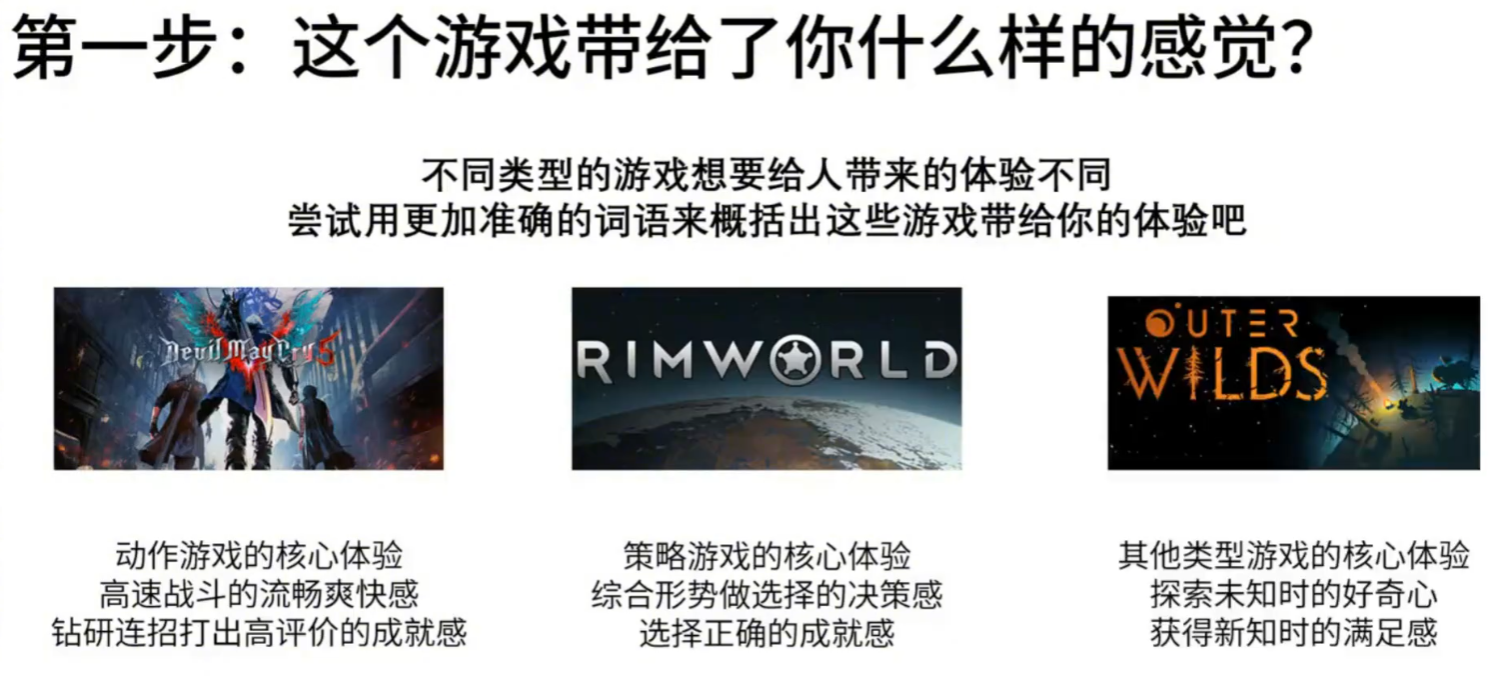 第一步：这个游戏带给了你什么样的感觉？
不同类型的游戏想要给人带来的体验不同
尝试用更加准确的词语来概括出这些游戏带给你的体验吧
Devil May Cry 5
RIMWORLD
OUTER
WILDS
动作游戏的核心体验
高速战斗的流畅爽快感
钻研连招打出高评价的成就感
策略游戏的核心体验
综合形势做选择的决策感
选择正确的成就感
其他类型游戏的核心体验
探索未知时的好奇心
获得新知时的满足感